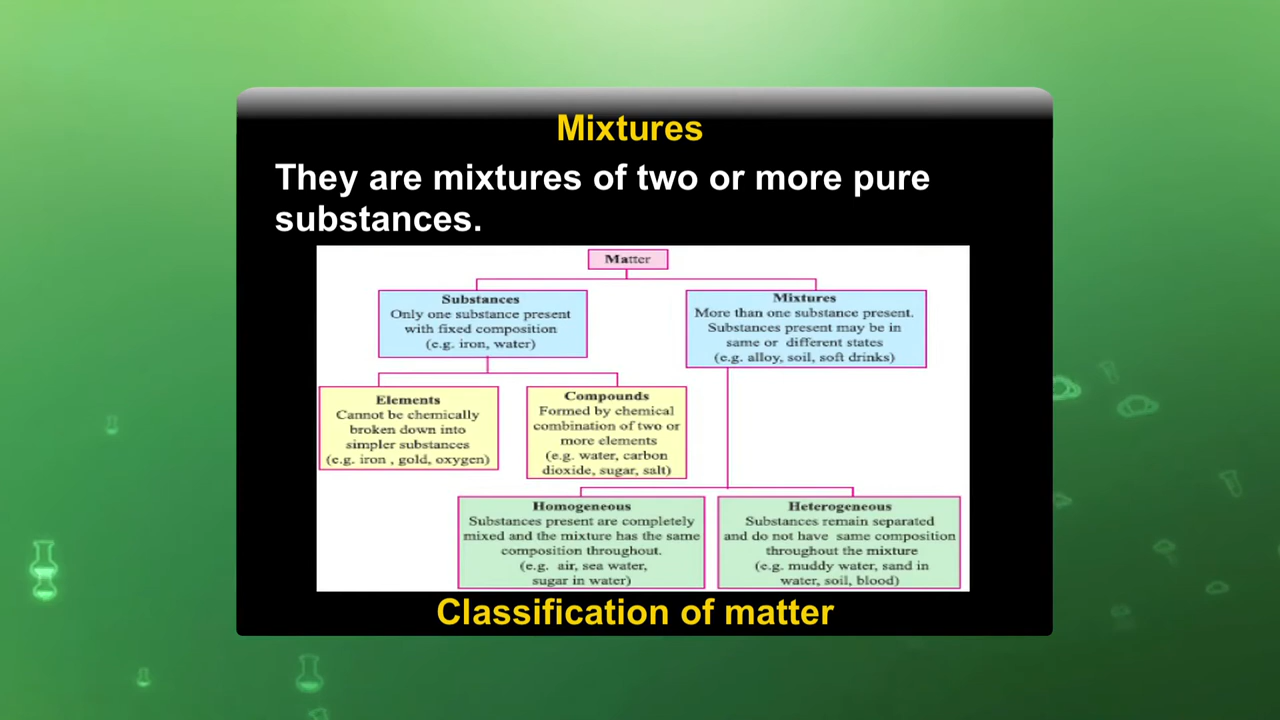 Mixtures
They are mixtures of two or more pure
substances.
Matter
Substances
Only one substance present
with fixed composition
(e.g. iron, water)
Mixtures
More than one substance present.
Substances present may be in
same or different states
(e.g. alloy, soil, soft drinks)
Elements
Cannot be chemically
broken down into
simpler substances
(e.g. iron , gold, oxygen)
Compounds
Formed by chemical
combination of two or
more elements
(e.g. water, carbon
dioxide, sugar, salt)
Homogeneous
Substances present are completely
mixed and the mixture has the same
composition throughout.
(e.g. air, sea water,
sugar in water)
Heterogeneous
Substances remain separated
and do not have same composition
throughout the mixture
(e.g. muddy water, sand in
water, soil, blood)
Classification of matter